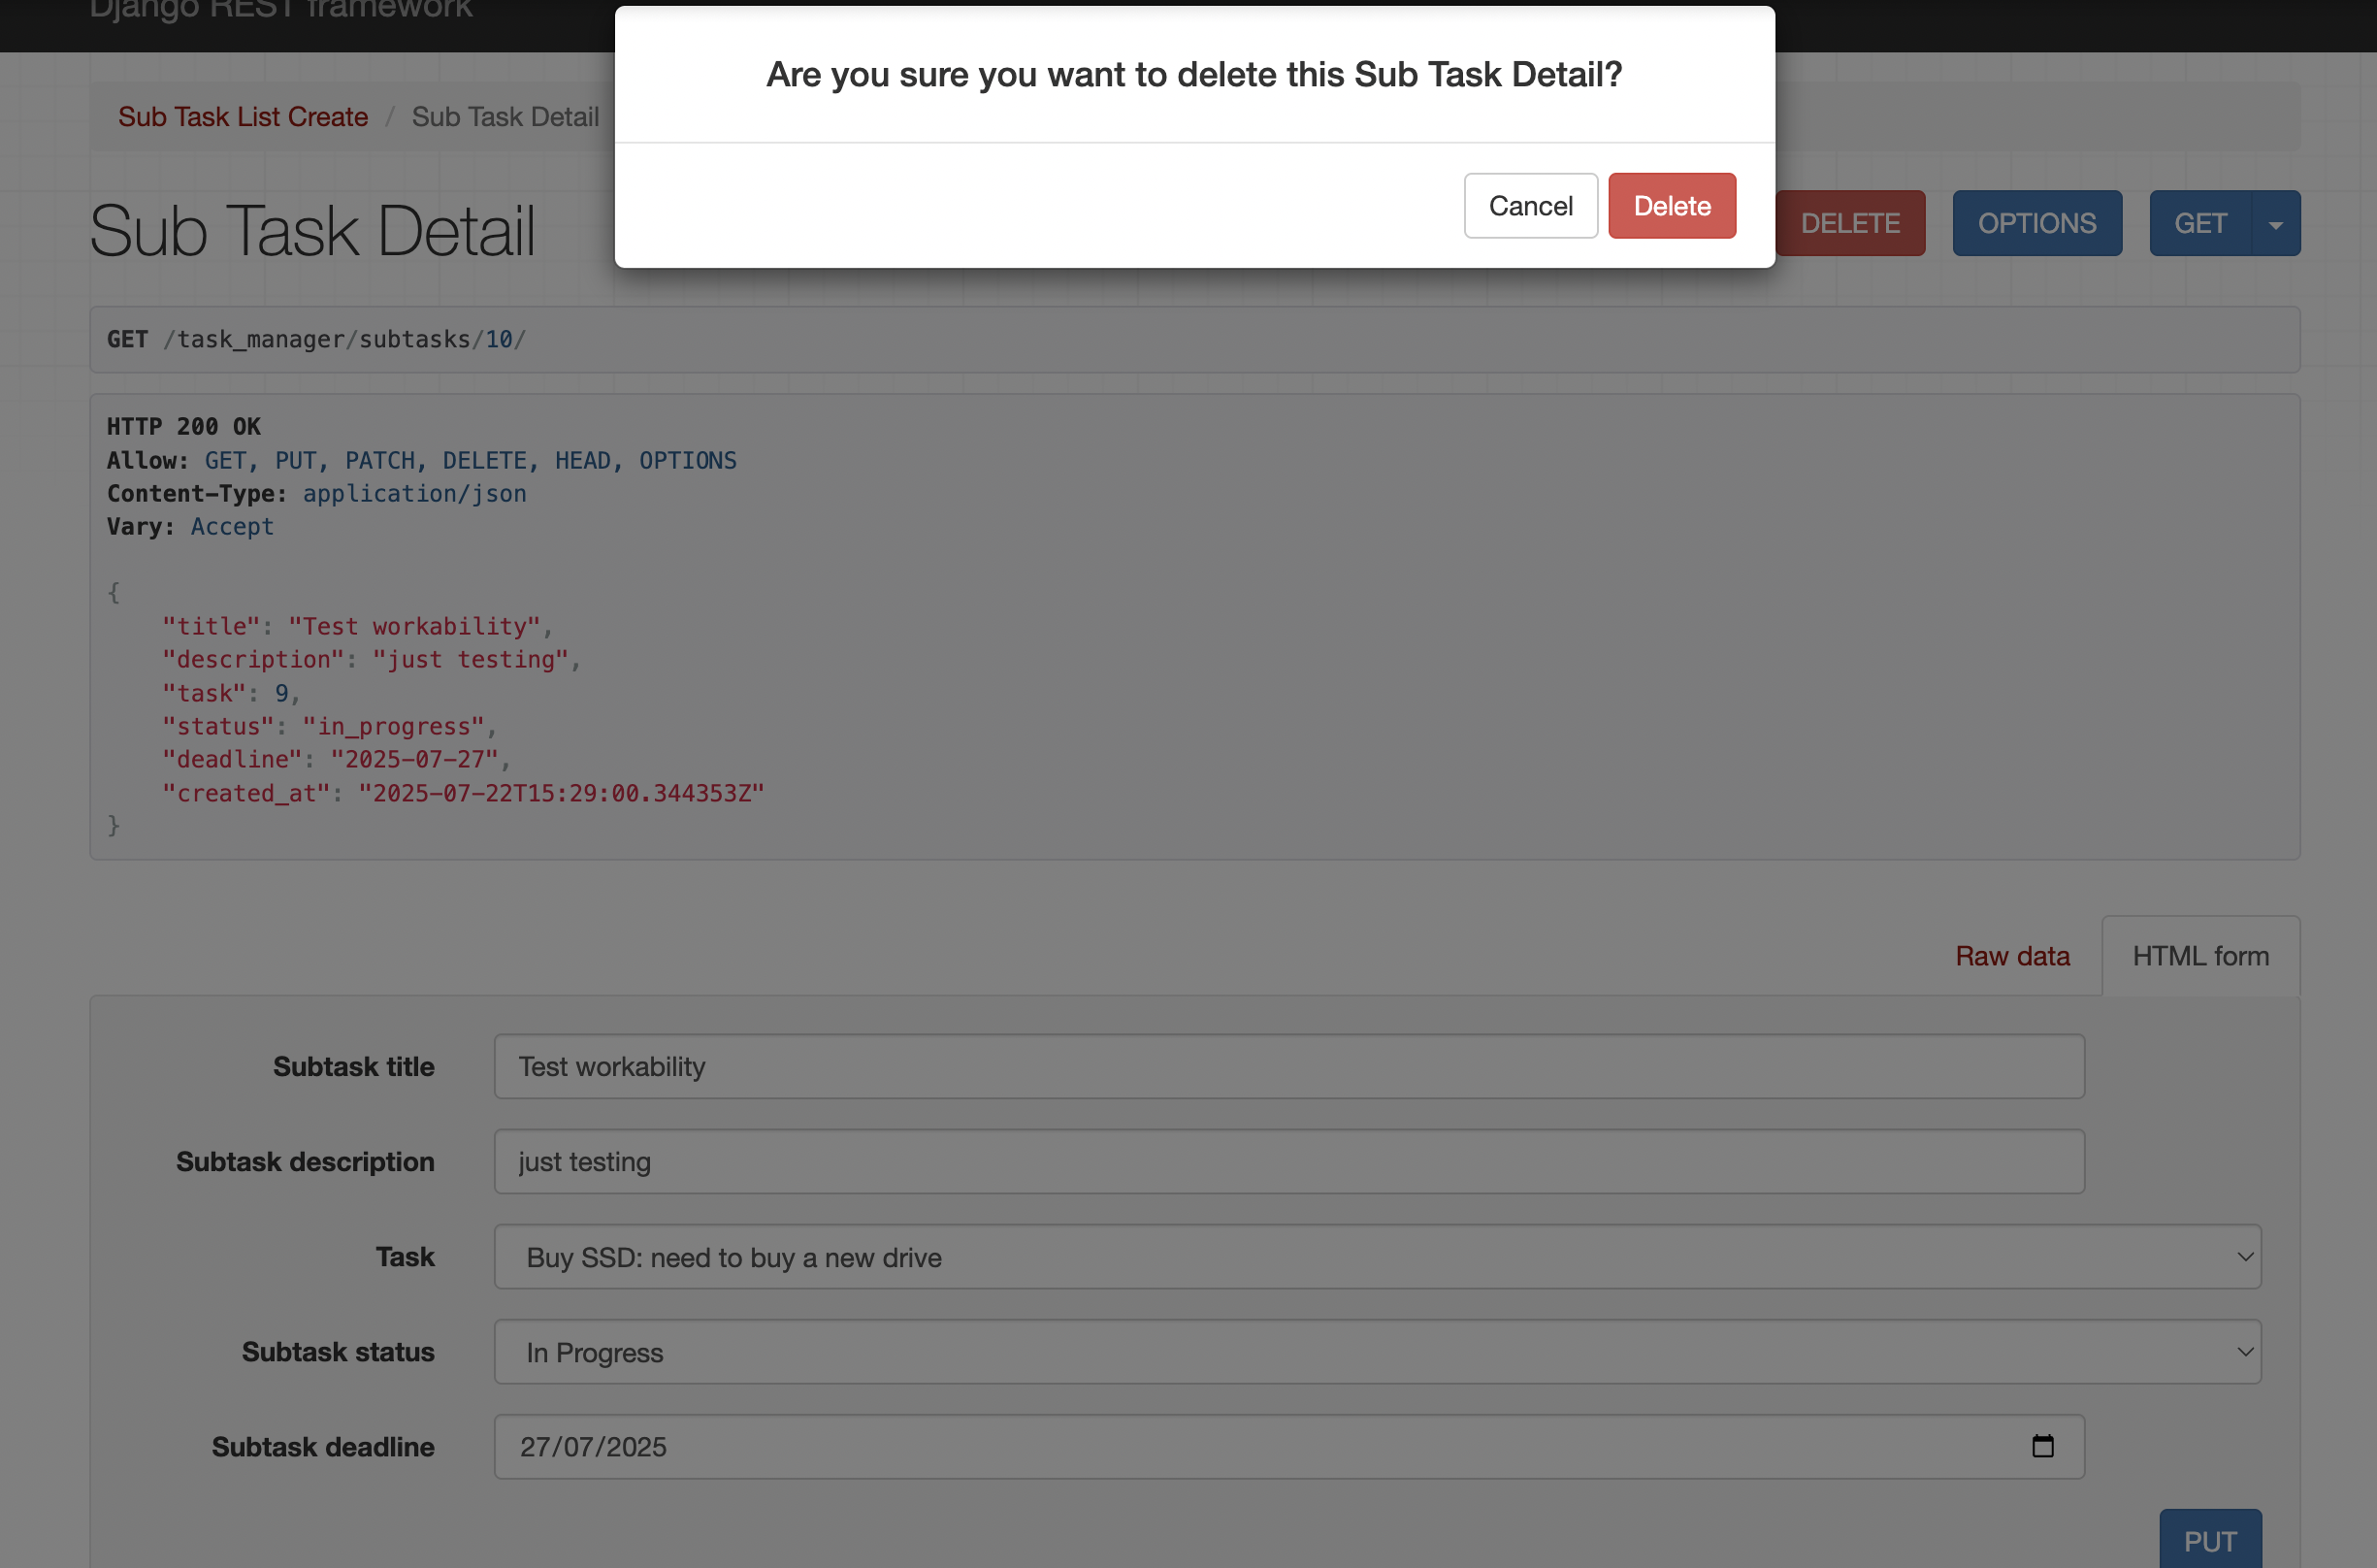 Django REST framework
Are you sure you want to delete this Sub Task Detail?
Cancel Delete
Sub Task List Create / Sub Task Detail
Sub Task Detail
DELETE OPTIONS GET
GET /task_manager/subtasks/10/
HTTP 200 OK
Allow: GET, PUT, PATCH, DELETE, HEAD, OPTIONS
Content-Type: application/json
Vary: Accept
{
    "title": "Test workability",
    "description": "just testing",
    "task": 9,
    "status": "in_progress",
    "deadline": "2025-07-27",
    "created_at": "2025-07-22T15:29:00.344353Z"
}
Raw data HTML form
Subtask title Test workability
Subtask description just testing
Task Buy SSD: need to buy a new drive
Subtask status In Progress
Subtask deadline 27/07/2025
PUT